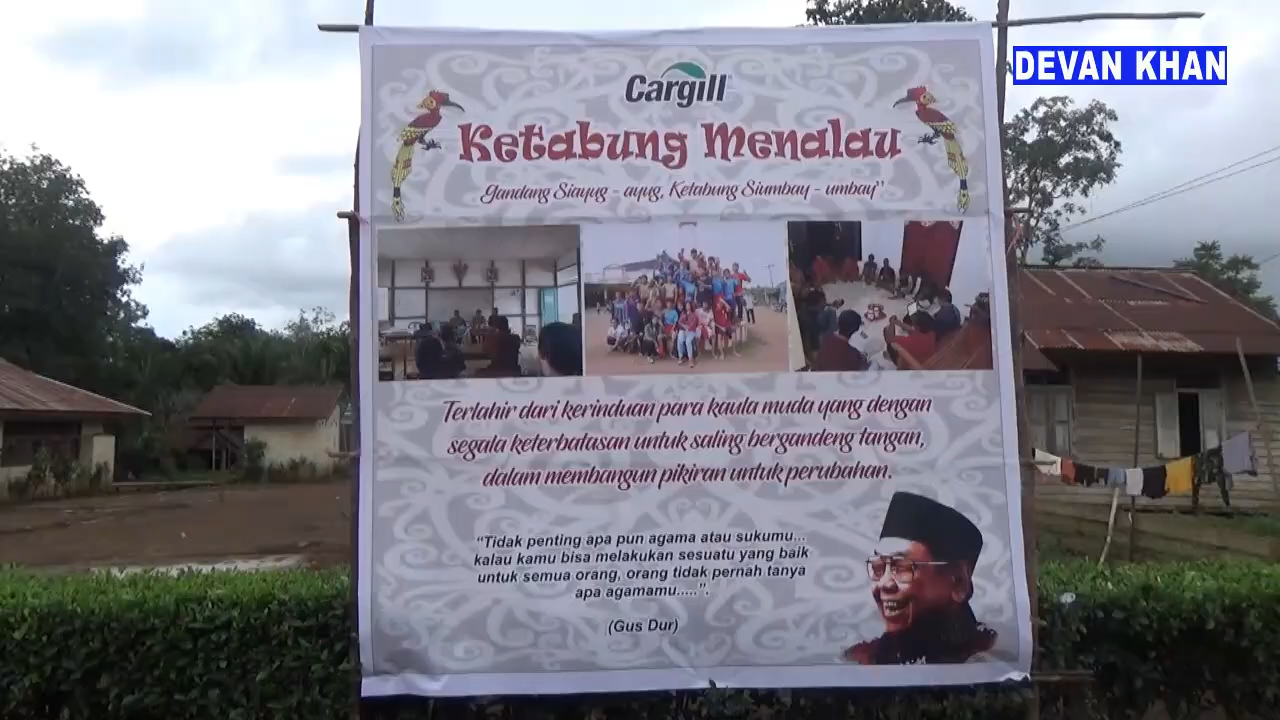 DEVAN KHAN
Cargill
Ketabung Menalau
Gandang Siayug - ayug, Ketabung Siumbay - umbay"
Terlahir dari kerinduan para kaula muda yang dengan
segala keterbatasan untuk saling bergandeng tangan,
dalam membangun pikiran untuk perubahan.
"Tidak penting apa pun agama atau sukumu...
kalau kamu bisa melakukan sesuatu yang baik
untuk semua orang, orang tidak pernah tanya
apa agamamu.....".
(Gus Dur)